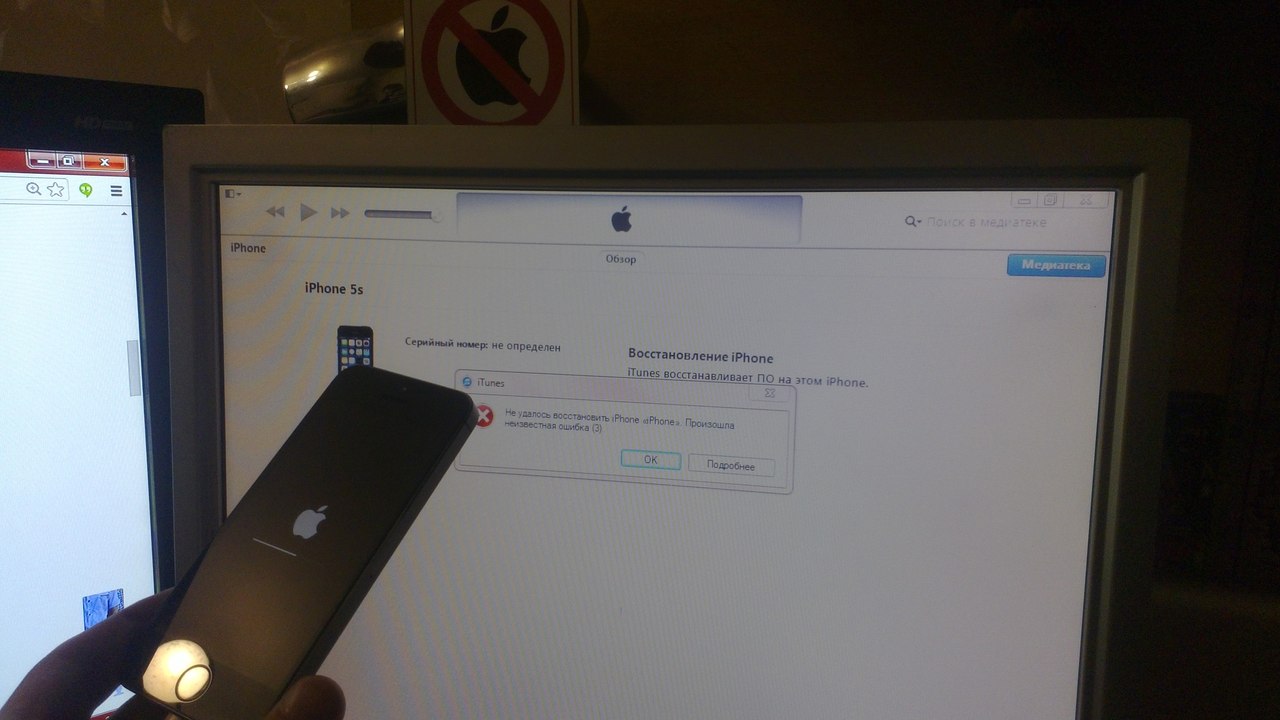 HD
Поиск в медиатеке
iPhone
Обзор
Медиатека
iPhone 5s
Серийный номер: не определен
Восстановление iPhone
iTunes восстанавливает ПО на этом iPhone.
iTunes
Не удалось восстановить iPhone «iPhone». Произошла
неизвестная ошибка (3)
OK
Подробнее